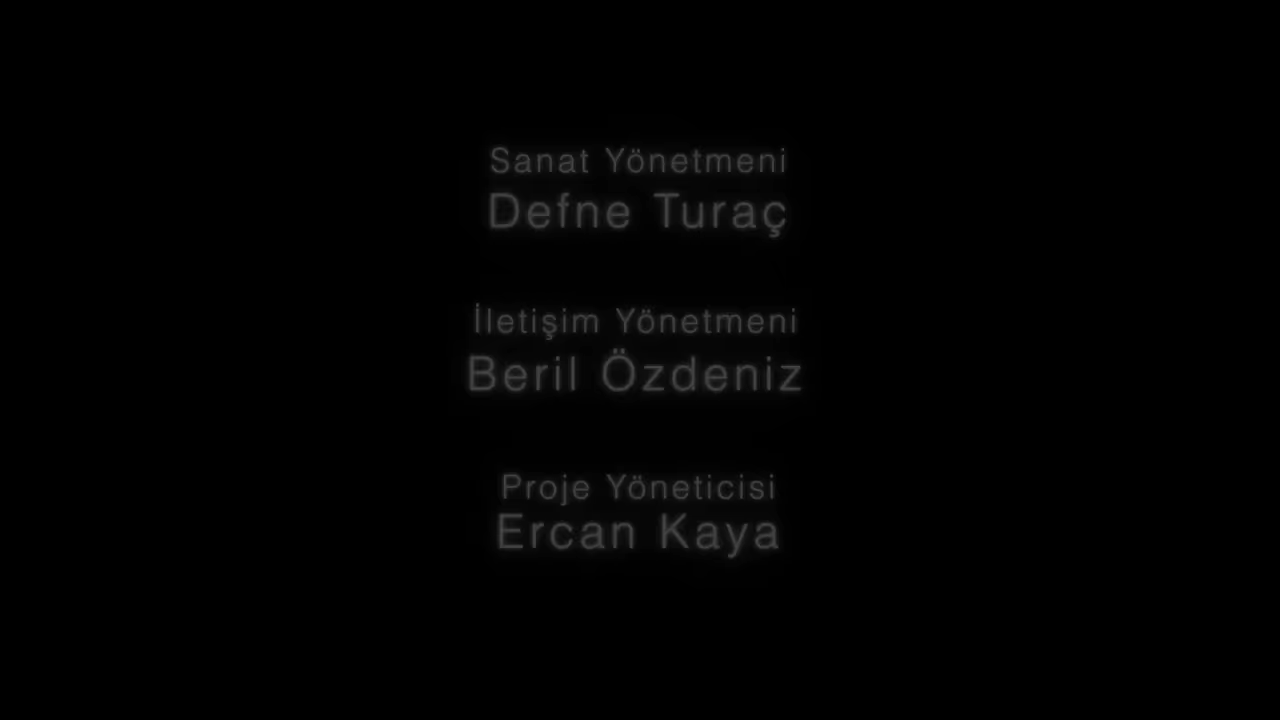 Sanat Yönetmeni
Defne Turaç
İletişim Yönetmeni
Beril Özdeniz
Proje Yöneticisi
Ercan Kaya